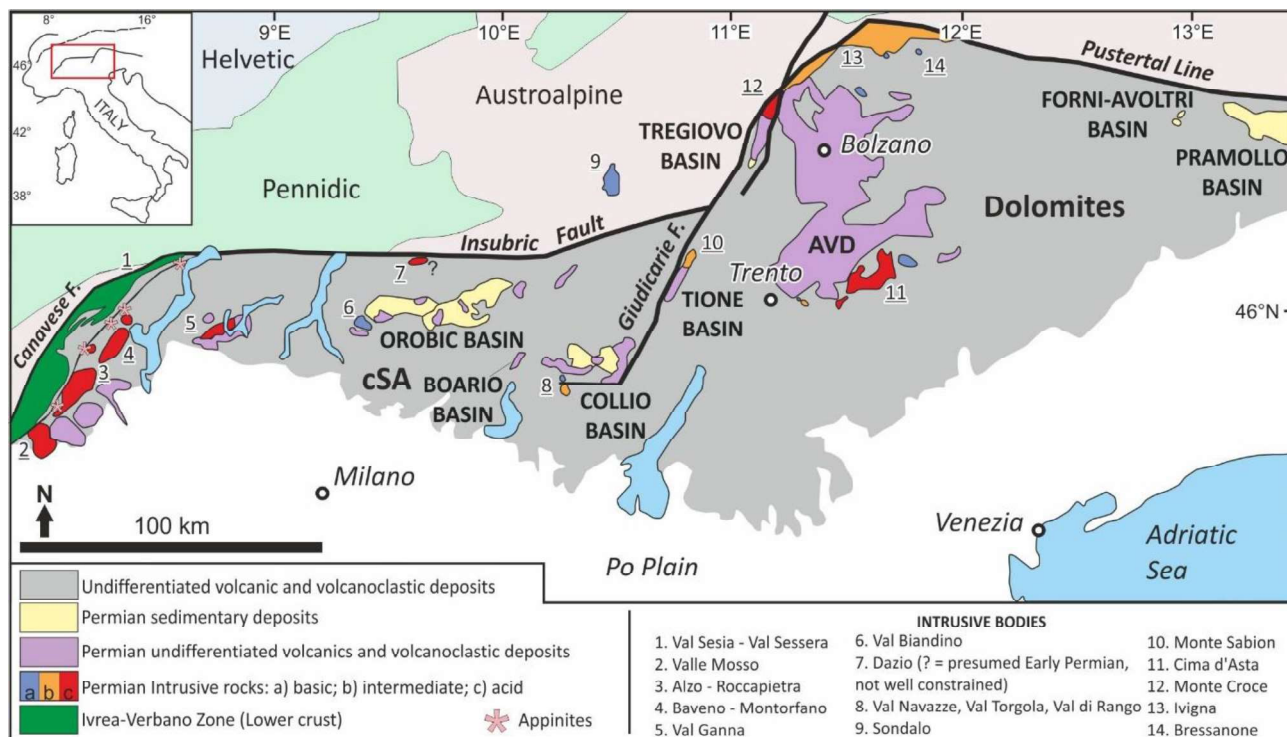 8° 16°
46°
42°
38°
ITALY
9°E 10°E 11°E 12°E 13°E
Helvetic
Austroalpine
Pennidic
Insubric Fault
Canavese F.
Giudicarie F.
Pustertal Line
TREGIOVO
BASIN
Bolzano
FORNI-AVOLTRI
BASIN
PRAMOLLO
BASIN
Dolomites
AVD
Trento
TIONE
BASIN
OROBIC BASIN
cSA
BOARIO
BASIN
COLLIO
BASIN
46°N
1
2
3
4
5
6
7 ?
8
9
10
11
12
13
14
Milano
Venezia
Adriatic
Sea
Po Plain
N
100 km
Undifferentiated volcanic and volcanoclastic deposits
Permian sedimentary deposits
Permian undifferentiated volcanics and volcanoclastic deposits
a b c Permian Intrusive rocks: a) basic; b) intermediate; c) acid
Ivrea-Verbano Zone (Lower crust)
Appinites
INTRUSIVE BODIES
1. Val Sesia - Val Sessera
2. Valle Mosso
3. Alzo - Roccapietra
4. Baveno - Montorfano
5. Val Ganna
6. Val Biandino
7. Dazio (? = presumed Early Permian,
not well constrained)
8. Val Navazze, Val Torgola, Val di Rango
9. Sondalo
10. Monte Sabion
11. Cima d'Asta
12. Monte Croce
13. Ivigna
14. Bressanone